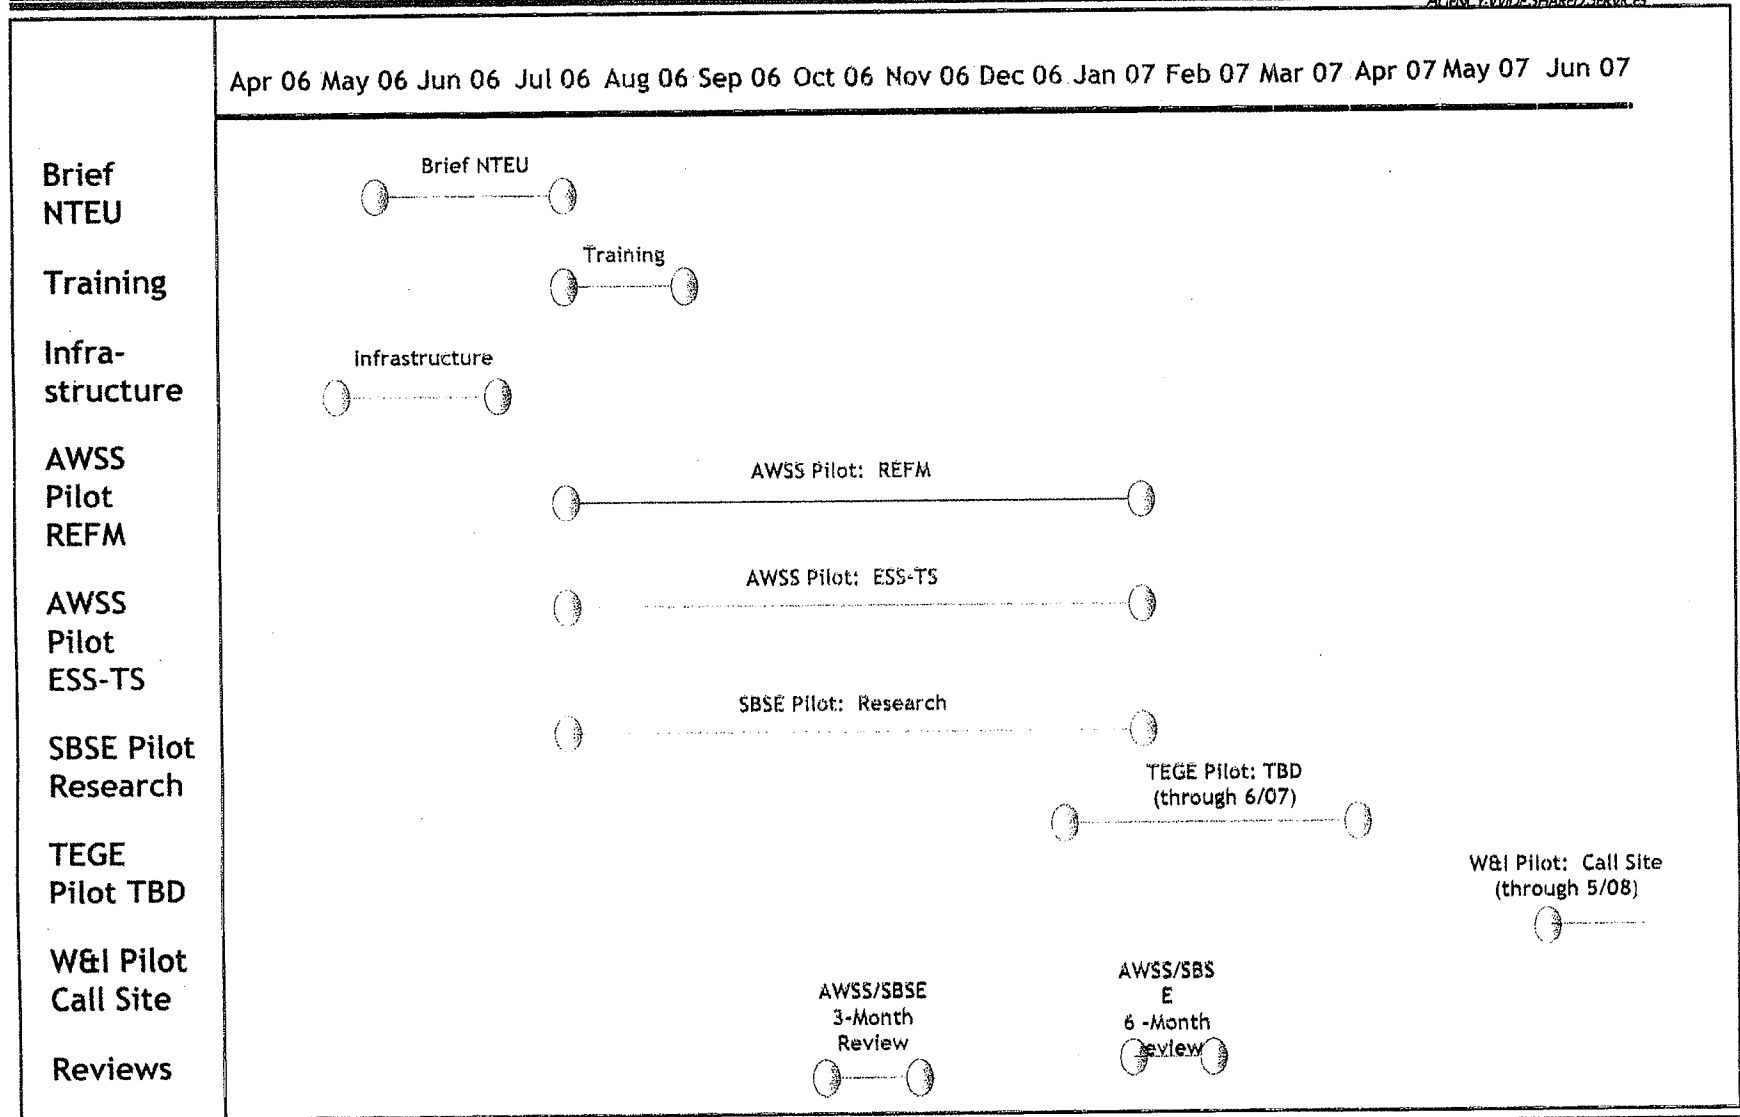 AGENCY-WIDE SHARED SERVICES
Apr 06 May 06 Jun 06 Jul 06 Aug 06 Sep 06 Oct 06 Nov 06 Dec 06 Jan 07 Feb 07 Mar 07 Apr 07 May 07 Jun 07
Brief
NTEU
Brief NTEU
Training
Training
Infra-
structure
Infrastructure
AWSS
Pilot
REFM
AWSS Pilot: REFM
AWSS
Pilot
ESS-TS
AWSS Pilot: ESS-TS
SBSE Pilot
Research
SBSE Pilot: Research
TEGE
Pilot TBD
TEGE Pilot: TBD
(through 6/07)
W&I Pilot
Call Site
W&I Pilot: Call Site
(through 5/08)
Reviews
AWSS/SBSE
3-Month
Review
AWSS/SBS
E
6 -Month
Review